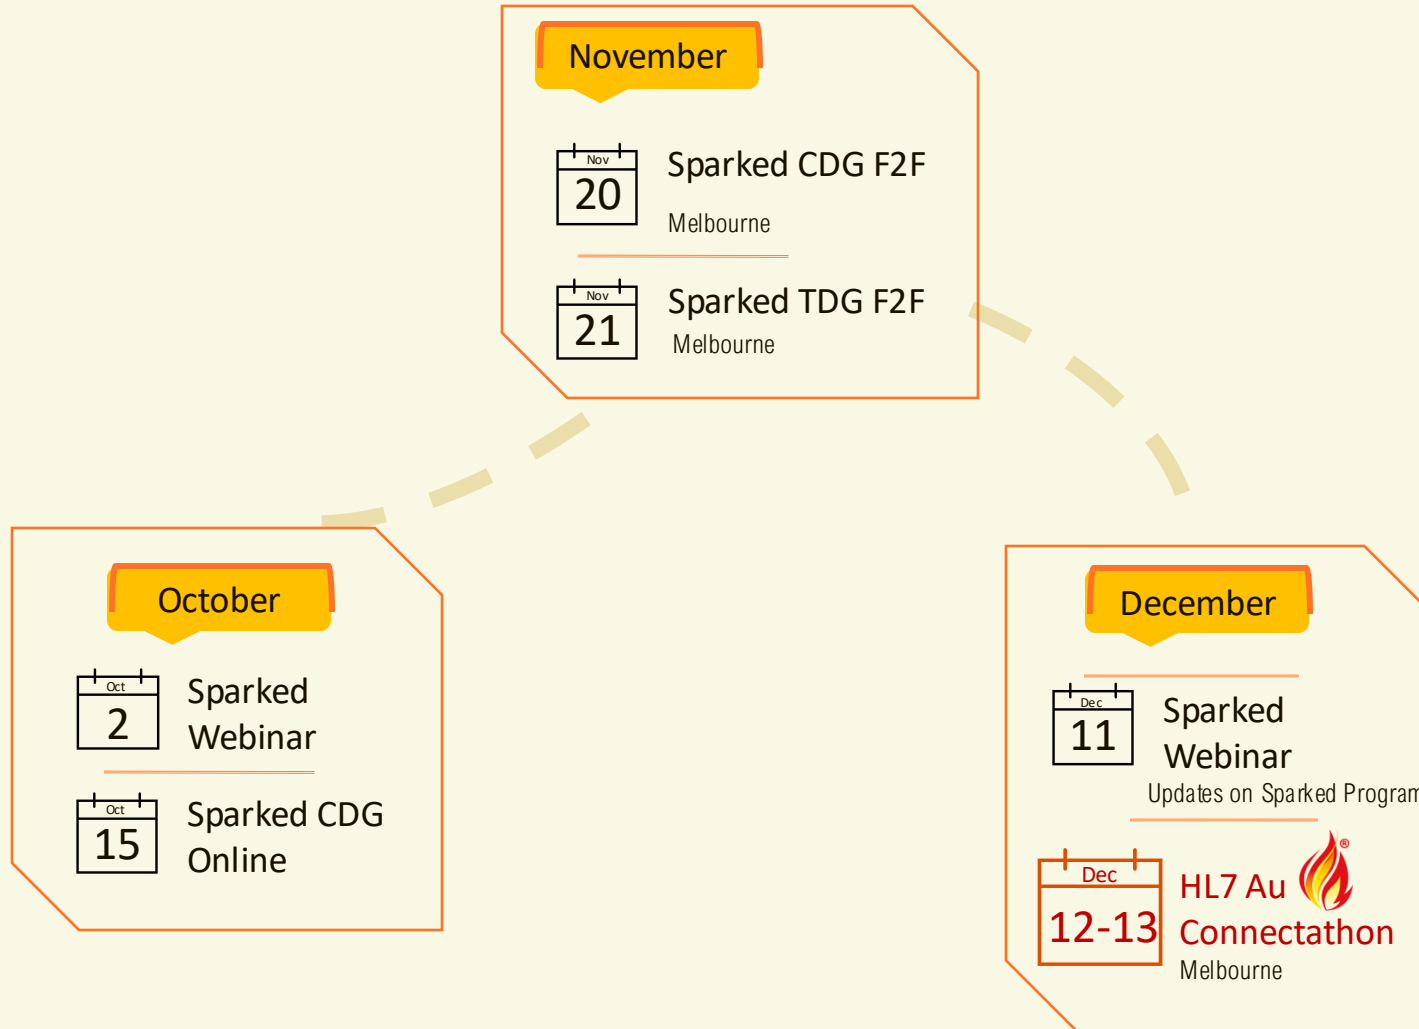 November
Nov
20
Sparked CDG F2F
Melbourne
Nov
21
Sparked TDG F2F
Melbourne
October
Oct
2
Sparked
Webinar
Oct
15
Sparked CDG
Online
December
Dec
11
Sparked
Webinar
Updates on Sparked Program
Dec
12-13
HL7 Au
®
Connectathon
Melbourne